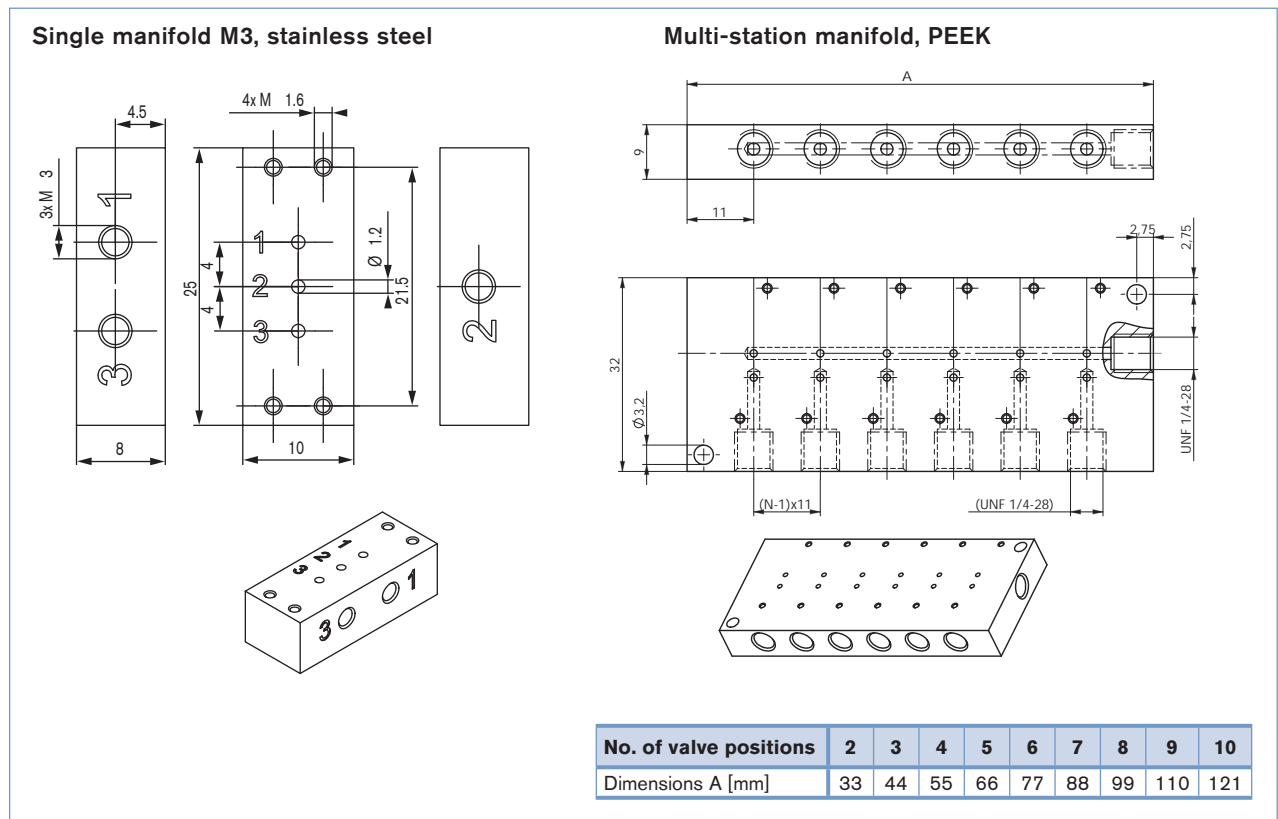 Single manifold M3, stainless steel
4x M 1.6
4.5
3x M 3
1
3
8
25
4
4
1
2
3
Ø 1.2
21.5
10
2
1
2
3
3
1
Multi-station manifold, PEEK
A
9
11
2,75
2,75
32
Ø3,2
UNF 1/4-28
(N-1)x11
(UNF 1/4-28)
No. of valve positions 2 3 4 5 6 7 8 9 10
Dimensions A [mm] 33 44 55 66 77 88 99 110 121